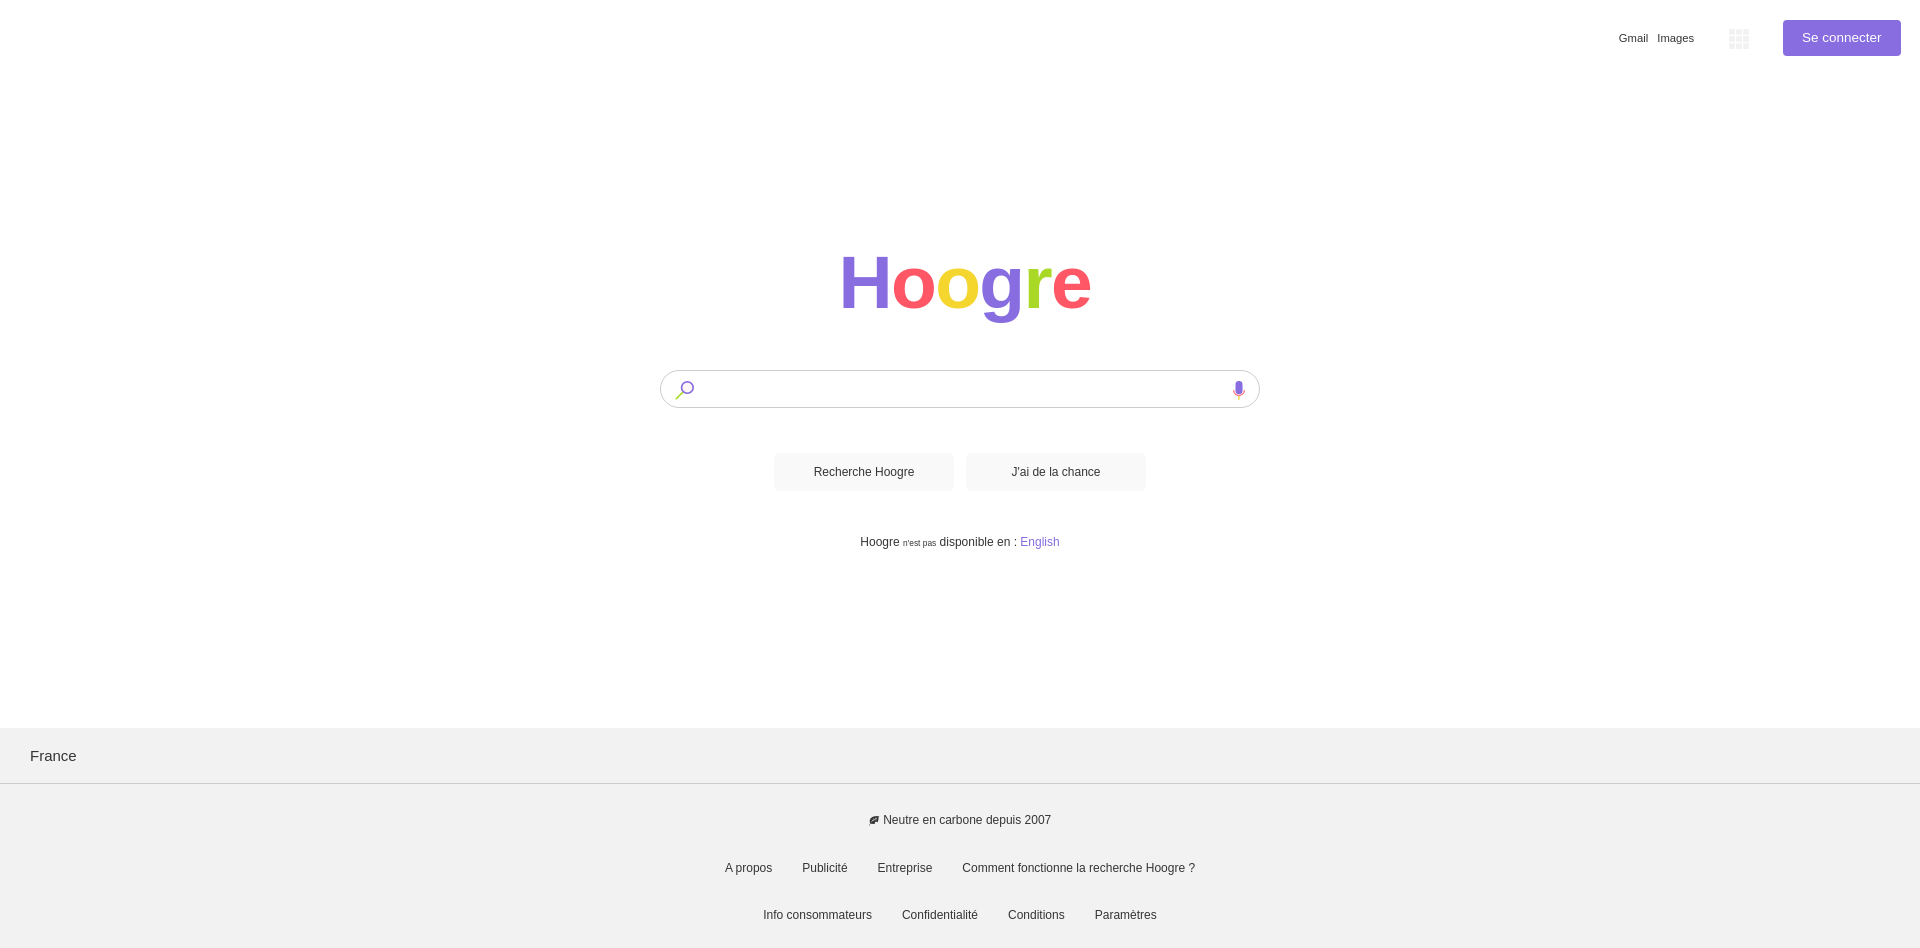 Gmail Images Se connecter
Hoogre
Recherche Hoogre J'ai de la chance
Hoogre n'est pas disponible en : English
France
Neutre en carbone depuis 2007
A propos Publicité Entreprise Comment fonctionne la recherche Hoogre ?
Info consommateurs Confidentialité Conditions Paramètres